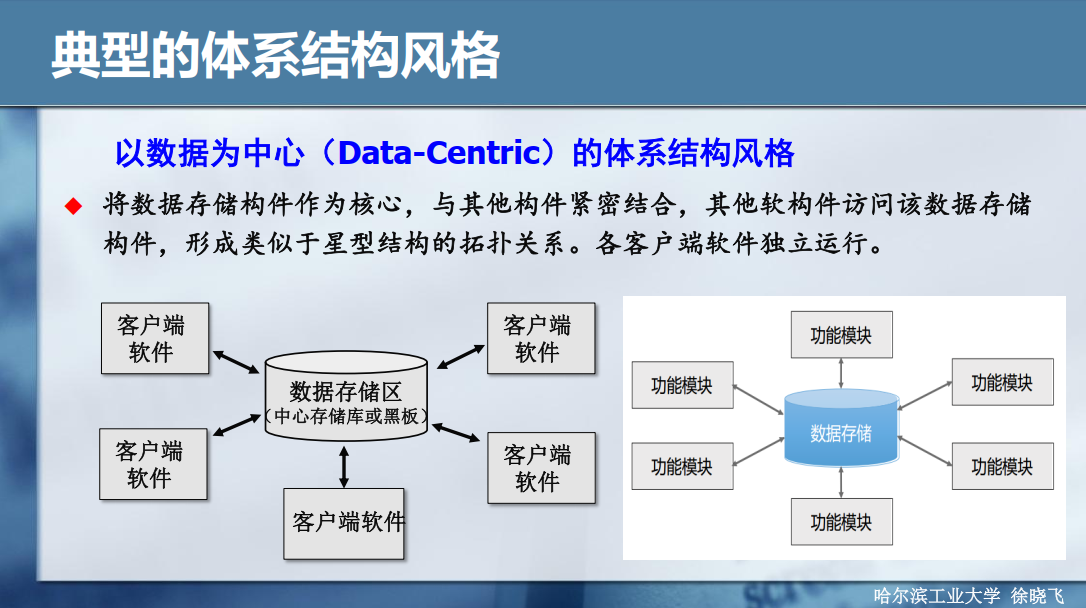 典型的体系结构风格
以数据为中心（Data-Centric）的体系结构风格
将数据存储构件作为核心，与其他构件紧密结合，其他软构件访问该数据存储
构件，形成类似于星型结构的拓扑关系。各客户端软件独立运行。
客户端
软件
客户端
软件
数据存储区
（中心存储库或黑板）
客户端
软件
客户端
软件
客户端软件
功能模块
功能模块
功能模块
数据存储
功能模块
功能模块
功能模块
哈尔滨工业大学 徐晓飞